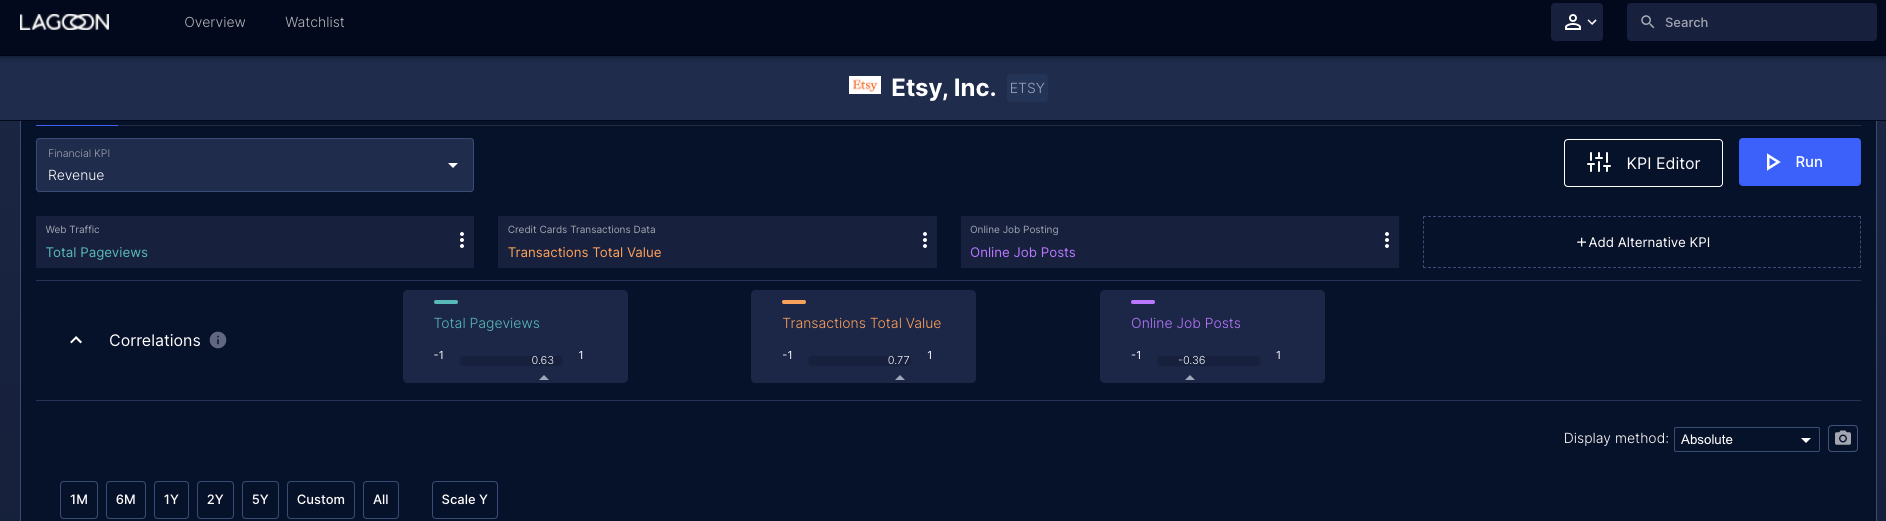 LAGOON
Overview
Watchlist
Search
Etsy
Etsy, Inc.
ETSY
Financial KPI
Revenue
KPI Editor
Run
Web Traffic
Total Pageviews
Credit Cards Transactions Data
Transactions Total Value
Online Job Posting
Online Job Posts
+Add Alternative KPI
Correlations
Total Pageviews
-1
0.63
1
Transactions Total Value
-1
0.77
1
Online Job Posts
-1
-0.36
1
Display method:
Absolute
1M
6M
1Y
2Y
5Y
Custom
All
Scale Y